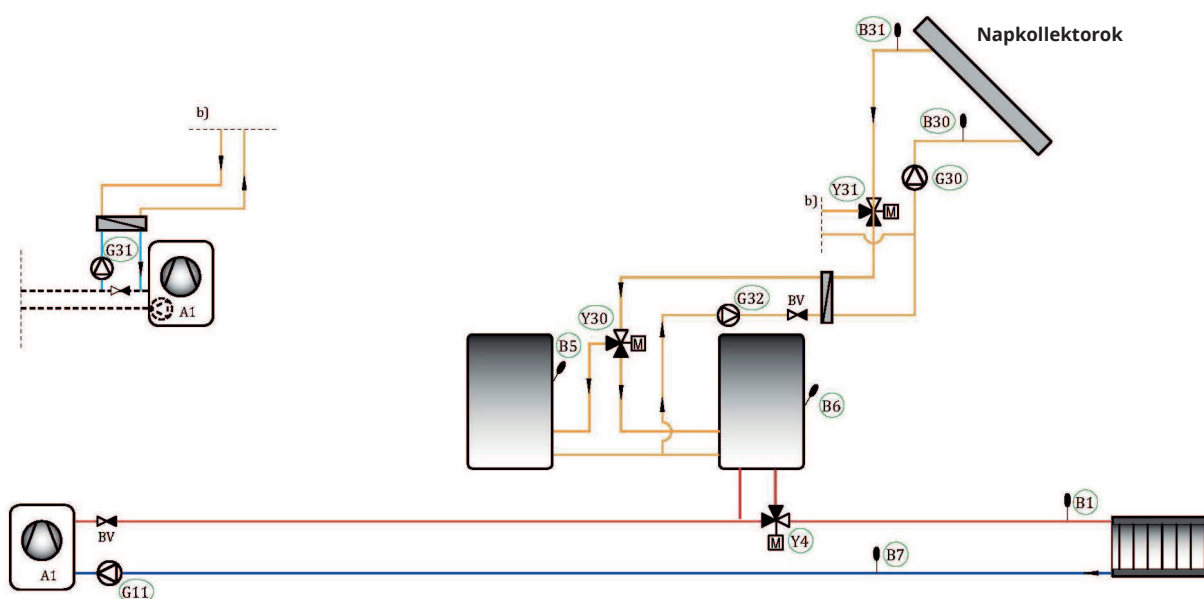 B31
Napkollektorok
b)
B30
Y31
G30
b)
M
G31
G32
BV
Y30
A1
B5
M
B6
B1
BV
M
Y4
B7
A1
G11